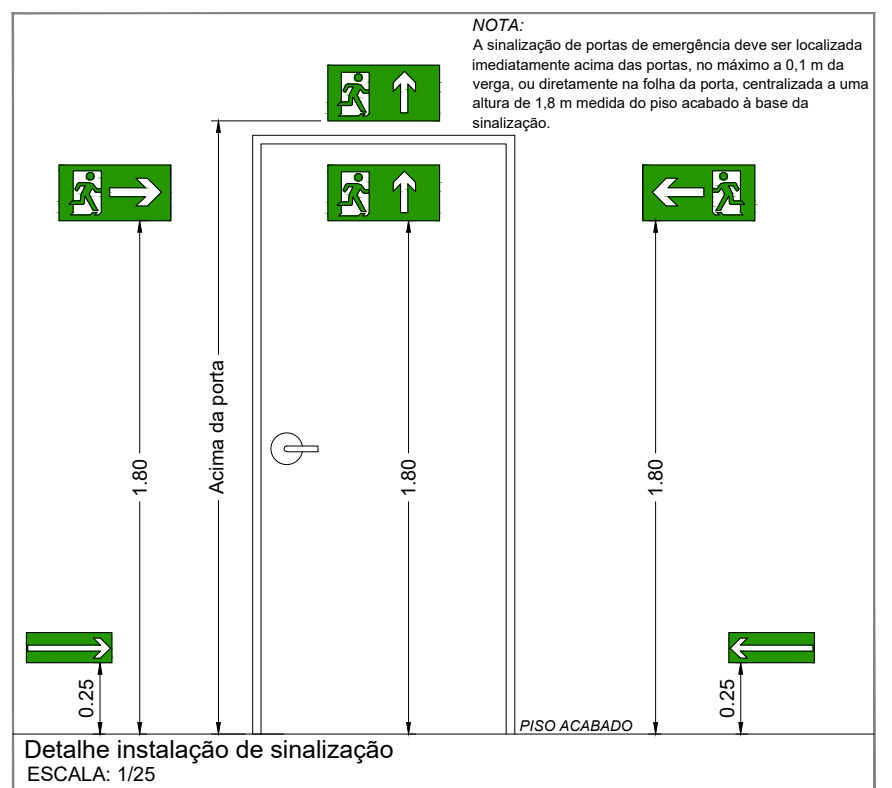 NOTA:
A sinalização de portas de emergência deve ser localizada
imediatamente acima das portas, no máximo a 0,1 m da
verga, ou diretamente na folha da porta, centralizada a uma
altura de 1,8 m medida do piso acabado à base da
sinalização.
Acima da porta
1.80
1.80
1.80
0.25
0.25
PISO ACABADO
Detalhe instalação de sinalização
ESCALA: 1/25